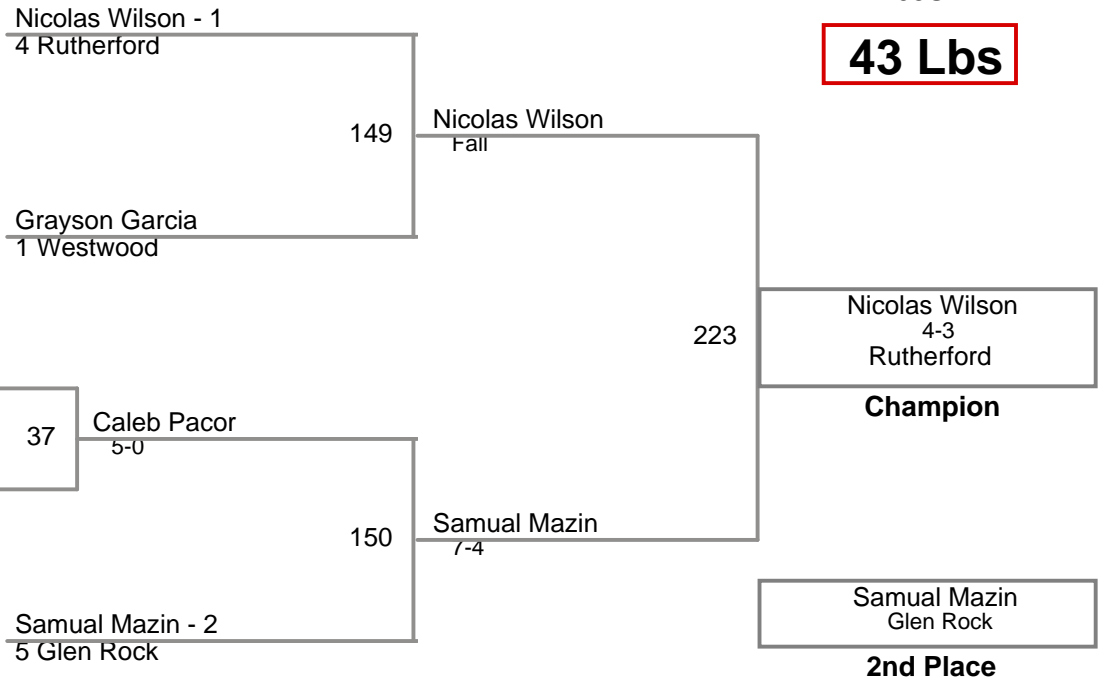 Nicolas Wilson - 1
4 Rutherford
43 Lbs
149
Nicolas Wilson
Fall
Grayson Garcia
1 Westwood
223
Nicolas Wilson
4-3
Rutherford
Champion
37
Caleb Pacor
5-0
150
Samual Mazin
7-4
Samual Mazin - 2
5 Glen Rock
Samual Mazin
Glen Rock
2nd Place